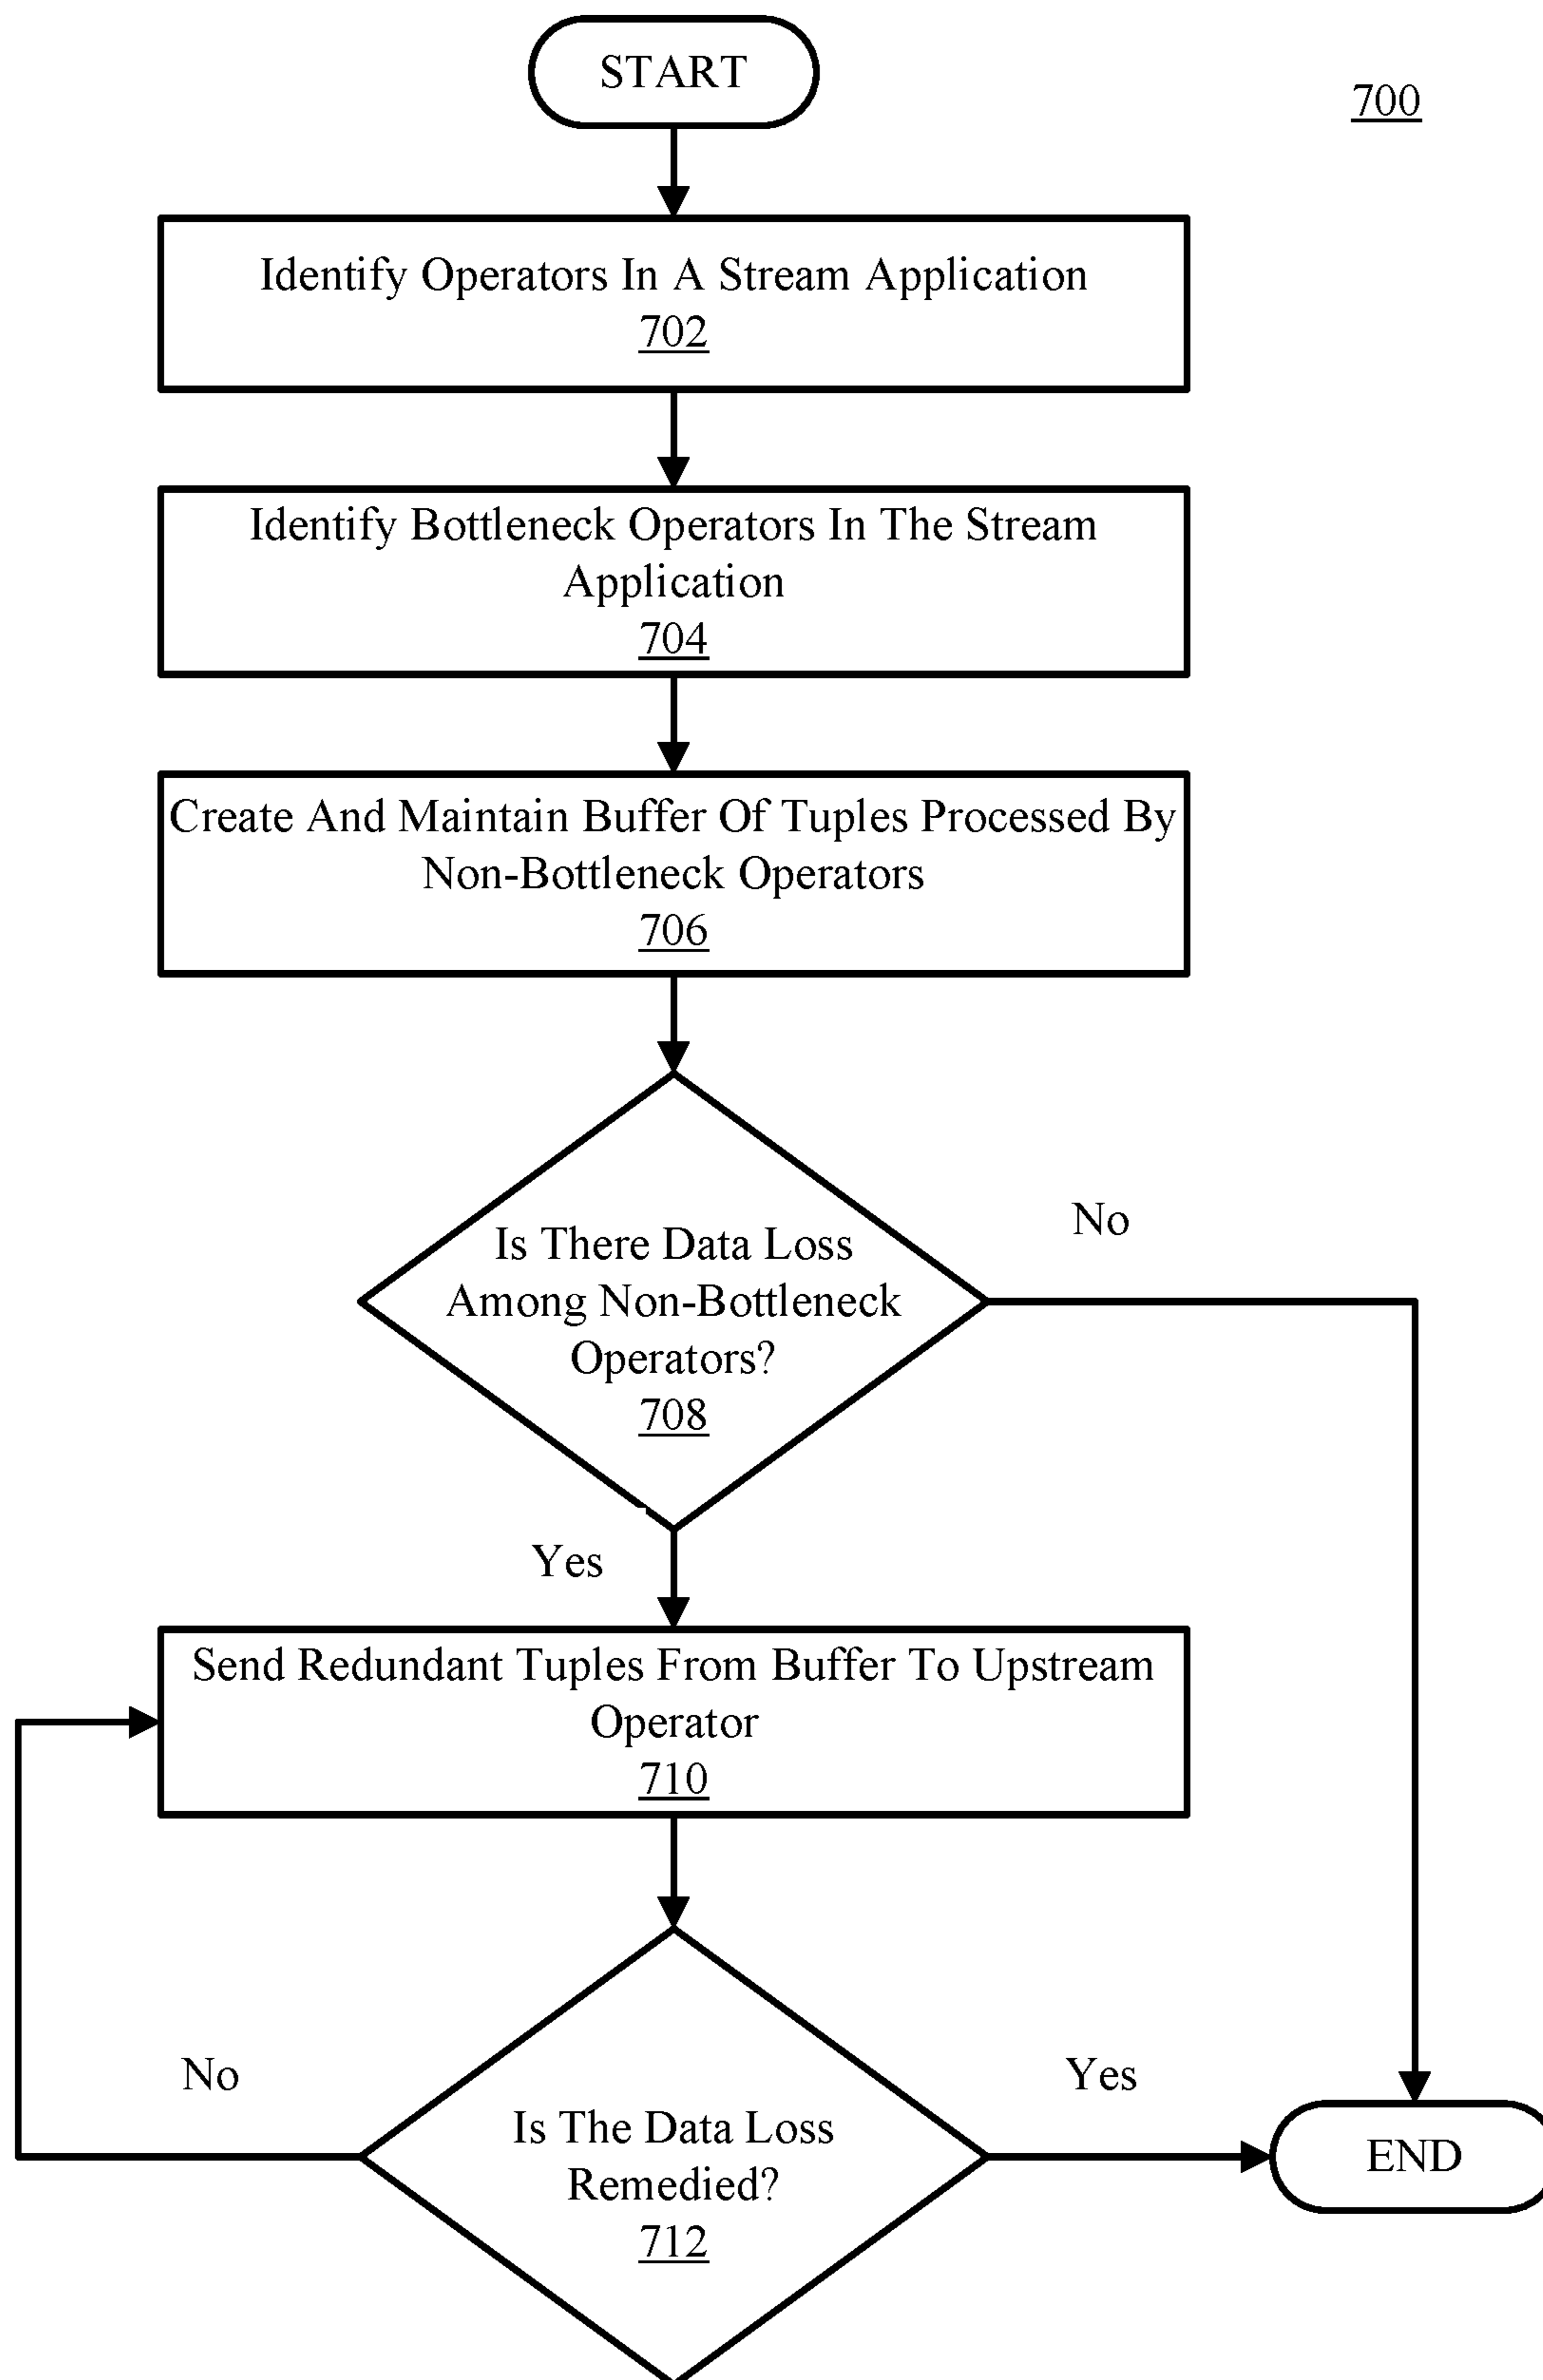 START
700
Identify Operators In A Stream Application
702
Identify Bottleneck Operators In The Stream
Application
704
Create And Maintain Buffer Of Tuples Processed By
Non-Bottleneck Operators
706
No
Is There Data Loss
Among Non-Bottleneck
Operators?
708
Yes
Send Redundant Tuples From Buffer To Upstream
Operator
710
No
Yes
Is The Data Loss
Remedied?
712
END